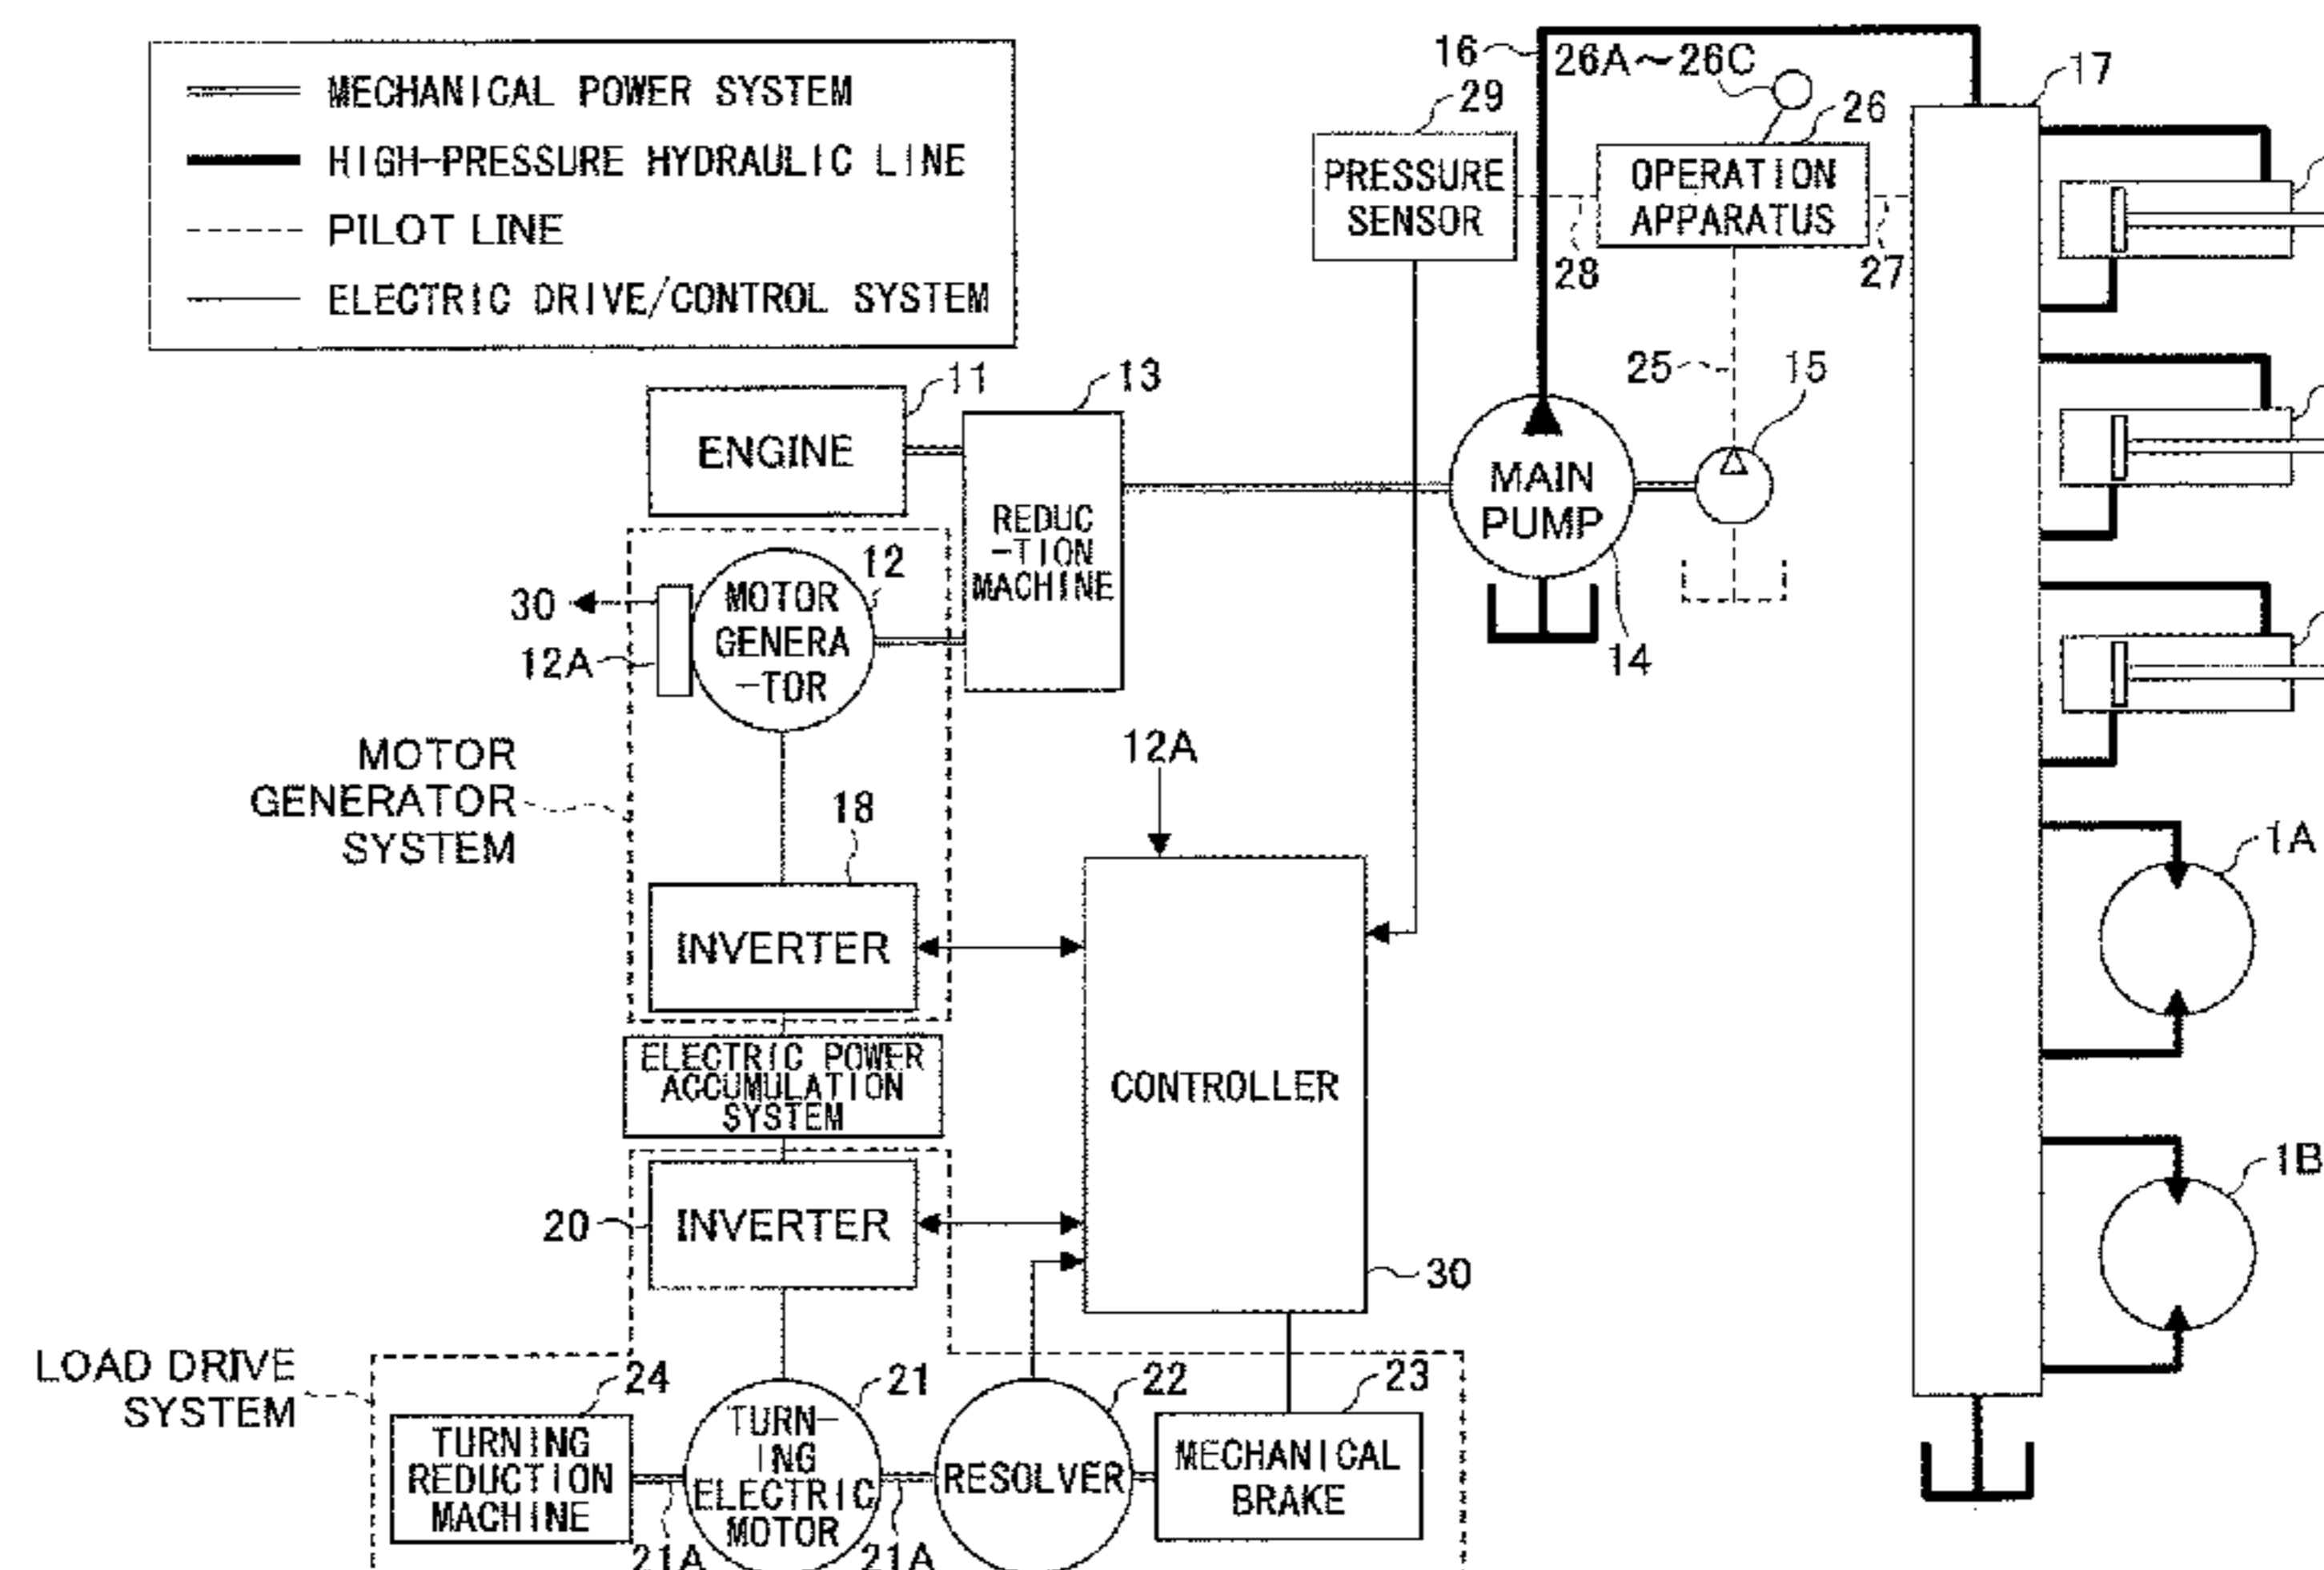 MECHANICAL POWER SYSTEM
HIGH-PRESSURE HYDRAULIC LINE
PILOT LINE
ELECTRIC DRIVE/CONTROL SYSTEM
16
26A~26C
17
29
26
PRESSURE
SENSOR
OPERATION
APPARATUS
28
27
25
15
11
13
ENGINE
MAIN
PUMP
REDUC
-TION
MACHINE
12
MOTOR
GENERA
-TOR
30
12A
14
MOTOR
GENERATOR
SYSTEM
12A
18
1A
INVERTER
ELECTRIC POWER
ACCUMULATION
SYSTEM
CONTROLLER
1B
20
INVERTER
30
LOAD DRIVE
SYSTEM
24
21
22
23
TURNING
REDUCTION
MACHINE
TURN-
ING
ELECTRIC
MOTOR
RESOLVER
MECHANICAL
BRAKE
21A
21A